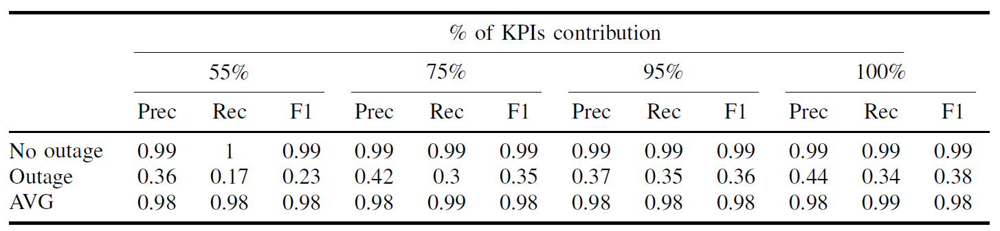 % of KPIs contribution
55% 75% 95% 100%
Prec Rec F1 Prec Rec F1 Prec Rec F1 Prec Rec F1
No outage 0.99 1 0.99 0.99 0.99 0.99 0.99 0.99 0.99 0.99 0.99 0.99
Outage 0.36 0.17 0.23 0.42 0.3 0.35 0.37 0.35 0.36 0.44 0.34 0.38
AVG 0.98 0.98 0.98 0.98 0.99 0.98 0.98 0.98 0.98 0.98 0.99 0.98